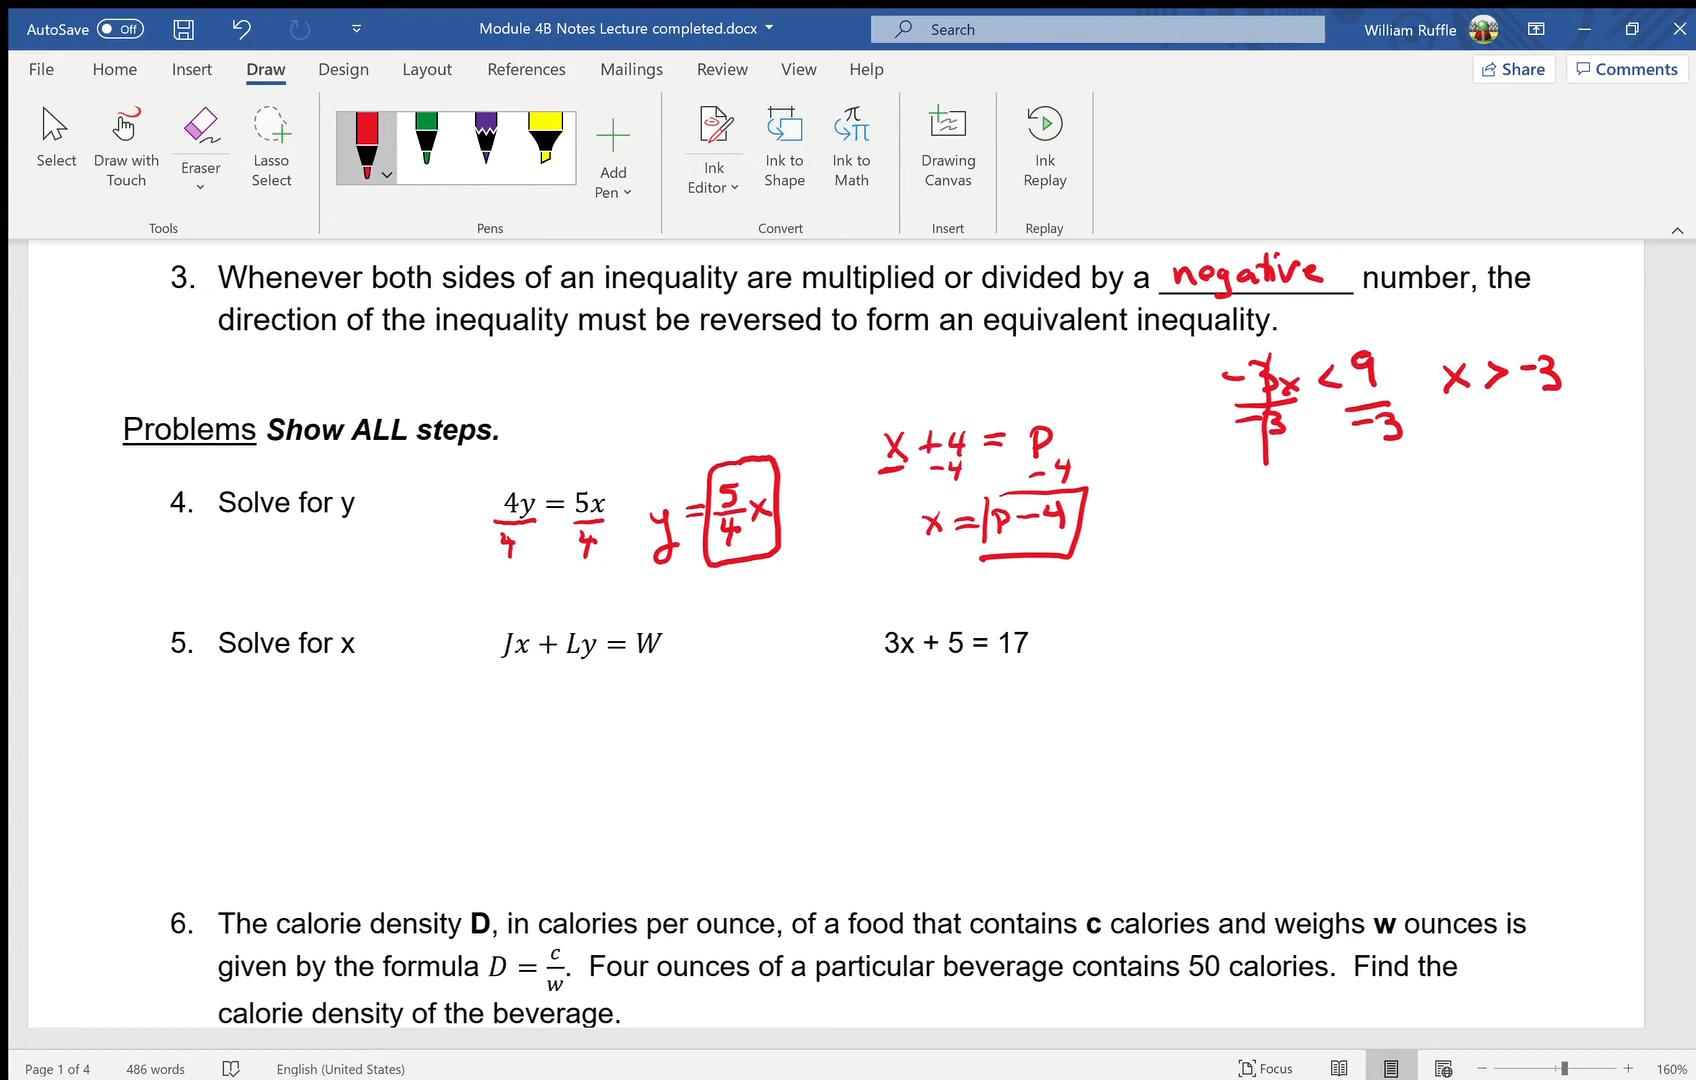 AutoSave Off Module 4B Notes Lecture completed.docx Search William Ruffle
File Home Insert Draw Design Layout References Mailings Review View Help Share Comments
Select Draw with Touch Eraser Lasso Select Add Pen Ink Editor Ink to Shape Ink to Math Drawing Canvas Ink Replay
Tools Pens Convert Insert Replay
3. Whenever both sides of an inequality are multiplied or divided by a negative number, the
direction of the inequality must be reversed to form an equivalent inequality.
-3x < 9 x > -3
-3 -3
Problems Show ALL steps.
x + 4 = p
-4 -4
4. Solve for y 4y = 5x y = 5/4 x x = p - 4
4 4
5. Solve for x Jx + Ly = W 3x + 5 = 17
6. The calorie density D, in calories per ounce, of a food that contains c calories and weighs w ounces is
given by the formula D = c/w. Four ounces of a particular beverage contains 50 calories. Find the
calorie density of the beverage.
Page 1 of 4 486 words English (United States) Focus 160%